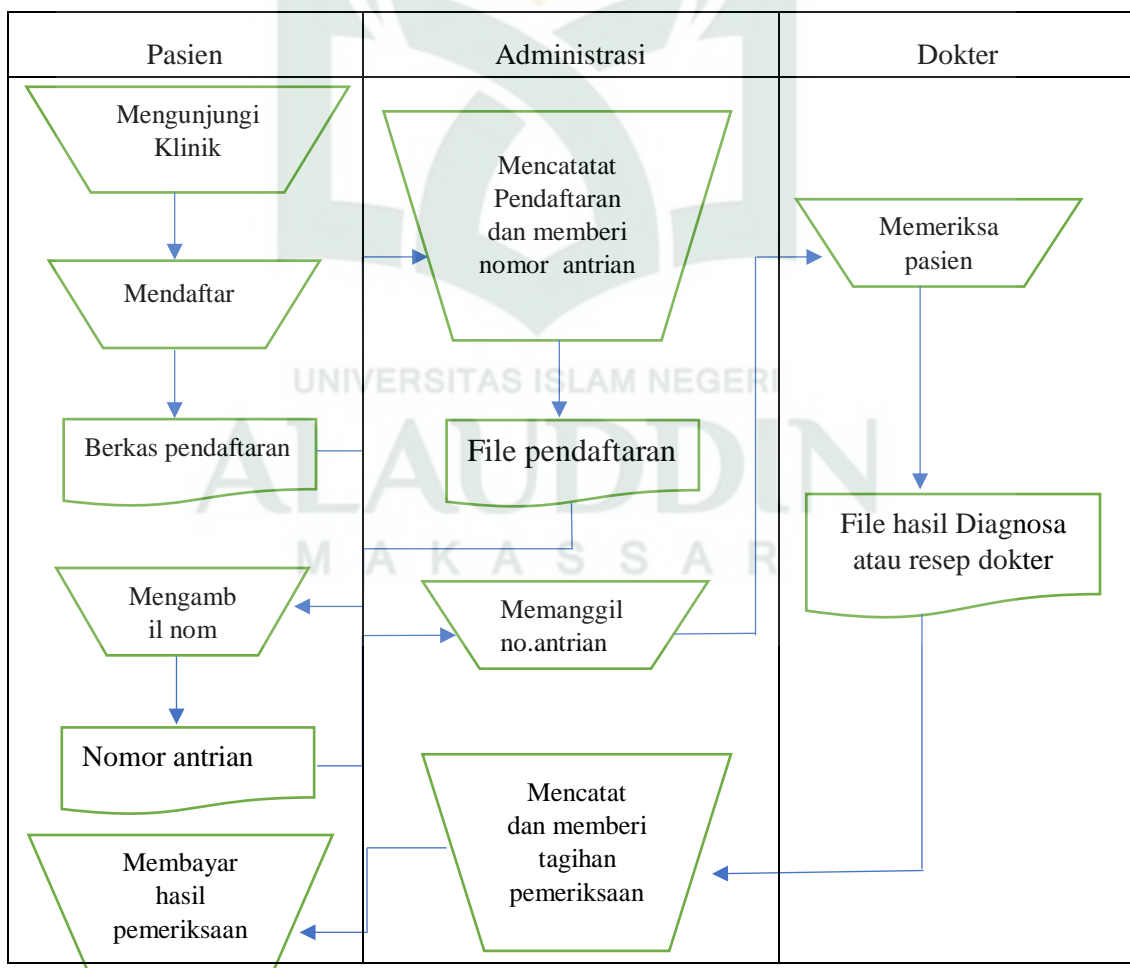 Pasien
Administrasi
Dokter
Mengunjungi
Klinik
Mendaftar
Berkas pendaftaran
Mengamb
il nom
Nomor antrian
Membayar
hasil
pemeriksaan
Mencatatat
Pendaftaran
dan memberi
nomor antrian
File pendaftaran
Memanggil
no.antrian
Mencatat
dan memberi
tagihan
pemeriksaan
Memeriksa
pasien
File hasil Diagnosa
atau resep dokter
UNIVERSITAS ISLAM NEGERI
ALAUDDIN
MAKASSAR